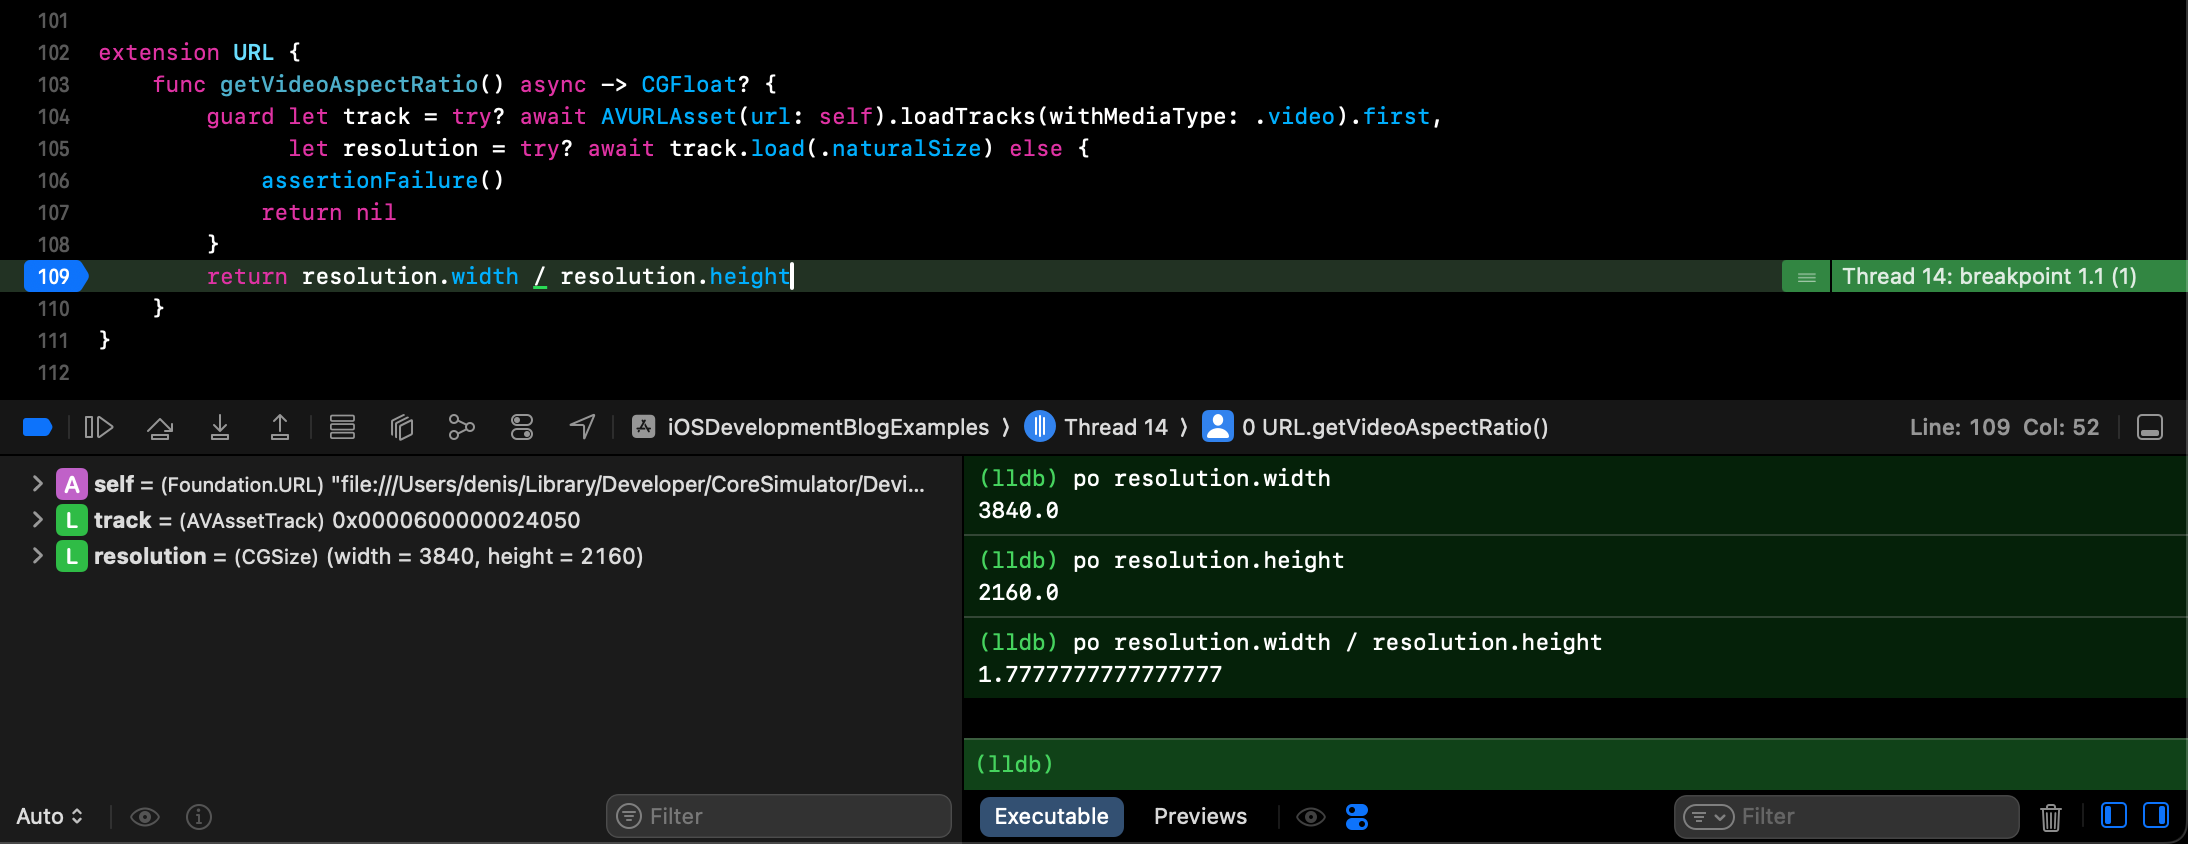 101
102 extension URL {
103 func getVideoAspectRatio() async -> CGFloat? {
104 guard let track = try? await AVURLAsset(url: self).loadTracks(withMediaType: .video).first,
105 let resolution = try? await track.load(.naturalSize) else {
106 assertionFailure()
107 return nil
108 }
109 return resolution.width / resolution.height Thread 14: breakpoint 1.1 (1)
110 }
111 }
112
iOSDevelopmentBlogExamples ⟩ Thread 14 ⟩ 0 URL.getVideoAspectRatio() Line: 109 Col: 52
A self = (Foundation.URL) "file:///Users/denis/Library/Developer/CoreSimulator/Devi...
L track = (AVAssetTrack) 0x0000600000024050
L resolution = (CGSize) (width = 3840, height = 2160)
(lldb) po resolution.width
3840.0
(lldb) po resolution.height
2160.0
(lldb) po resolution.width / resolution.height
1.7777777777777777
(lldb)
Auto Filter
Executable Previews Filter